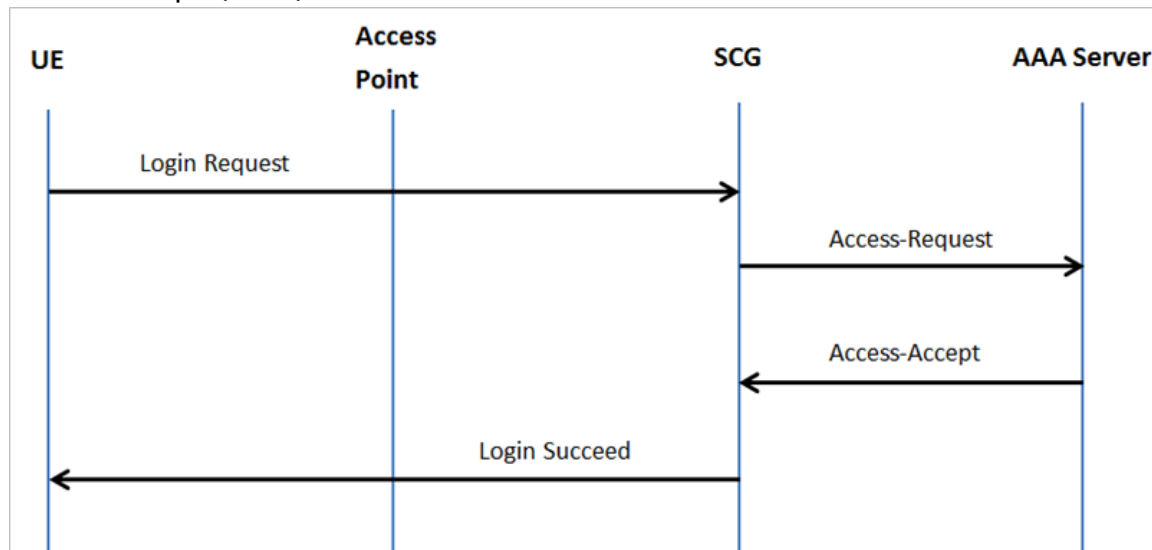 UE
Access
Point
SCG
AAA Server
Login Request
Access-Request
Access-Accept
Login Succeed